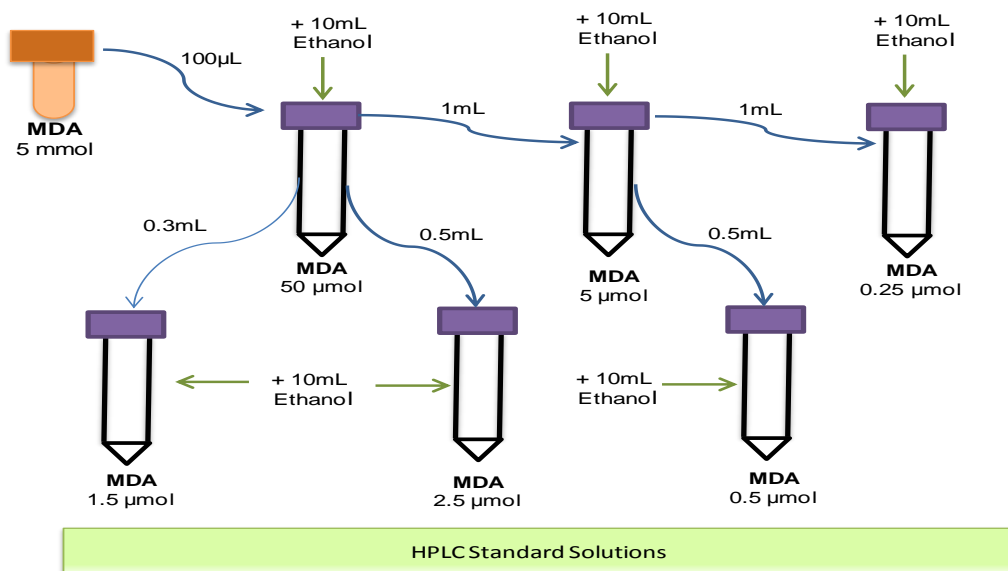 + 10mL
Ethanol
+ 10mL
Ethanol
+ 10mL
Ethanol
100µL
1mL
1mL
MDA
5 mmol
0.3mL
0.5mL
0.5mL
MDA
50 µmol
MDA
5 µmol
MDA
0.25 µmol
+ 10mL
Ethanol
+ 10mL
Ethanol
MDA
1.5 µmol
MDA
2.5 µmol
MDA
0.5 µmol
HPLC Standard Solutions